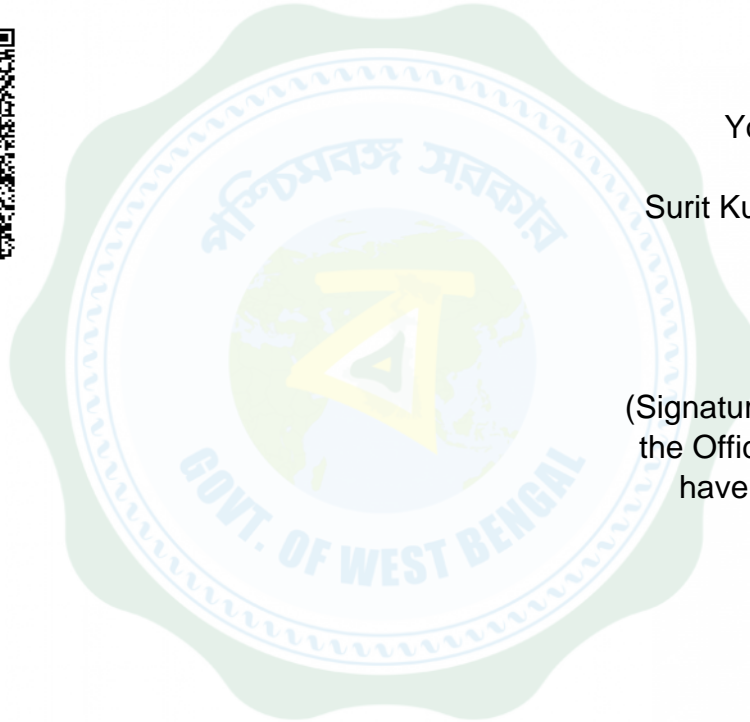 Yo
Surit Ku
(Signatur
the Offic
have
পশ্চিমবঙ্গ সরকার
ব
GOVT. OF WEST BENGAL